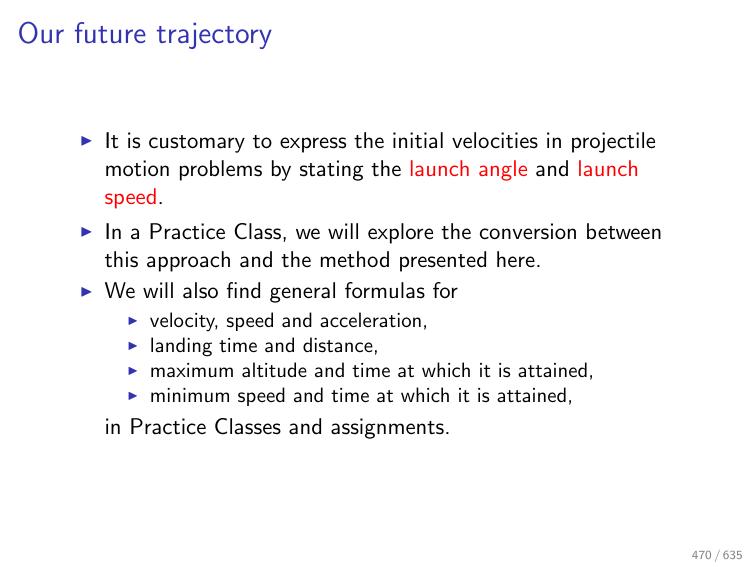 Our future trajectory
▶ It is customary to express the initial velocities in projectile
motion problems by stating the launch angle and launch
speed.
▶ In a Practice Class, we will explore the conversion between
this approach and the method presented here.
▶ We will also find general formulas for
▶ velocity, speed and acceleration,
▶ landing time and distance,
▶ maximum altitude and time at which it is attained,
▶ minimum speed and time at which it is attained,
in Practice Classes and assignments.
470 / 635